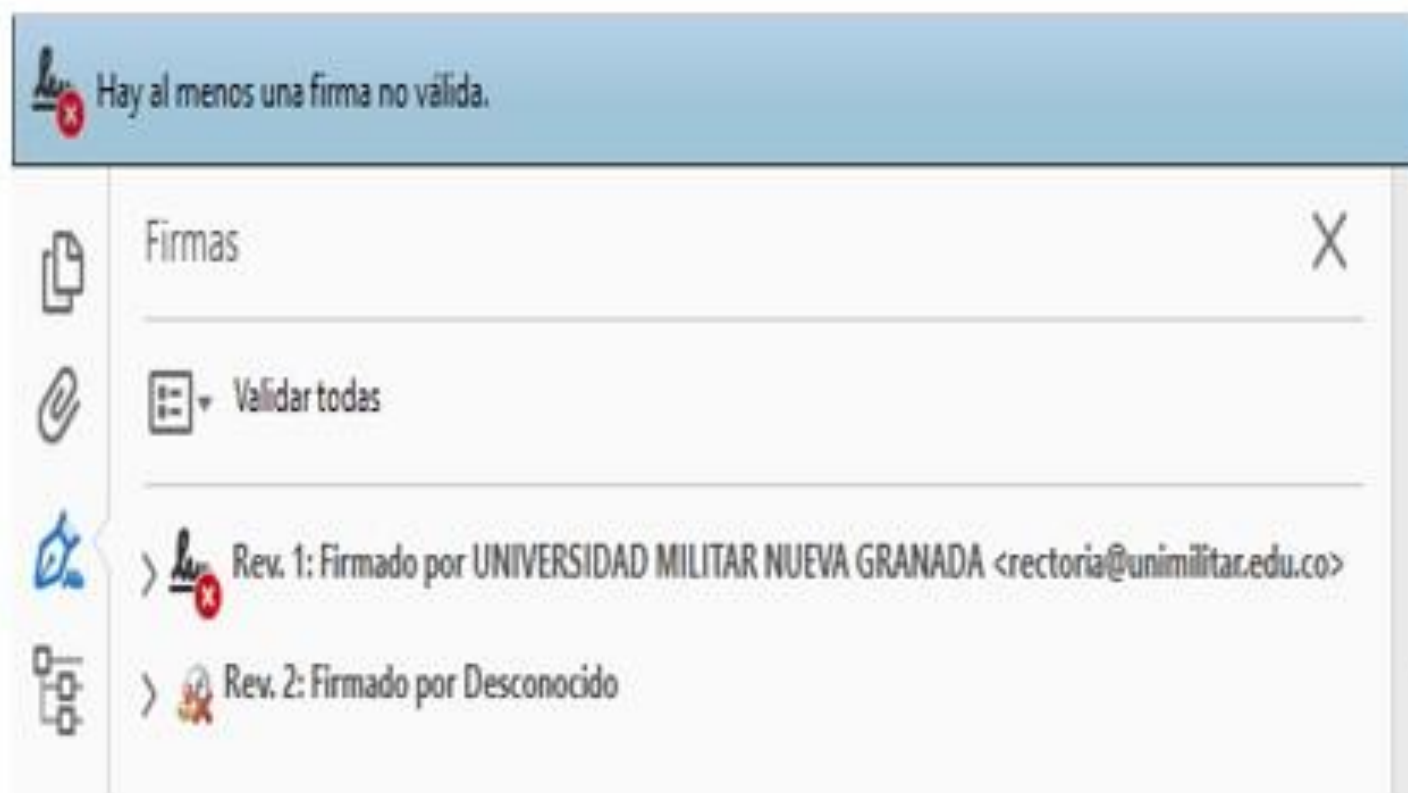 Hay al menos una firma no válida.
Firmas
Validar todas
Rev. 1: Firmado por UNIVERSIDAD MILITAR NUEVA GRANADA <rectoria@unimilitar.edu.co>
Rev. 2: Firmado por Desconocido